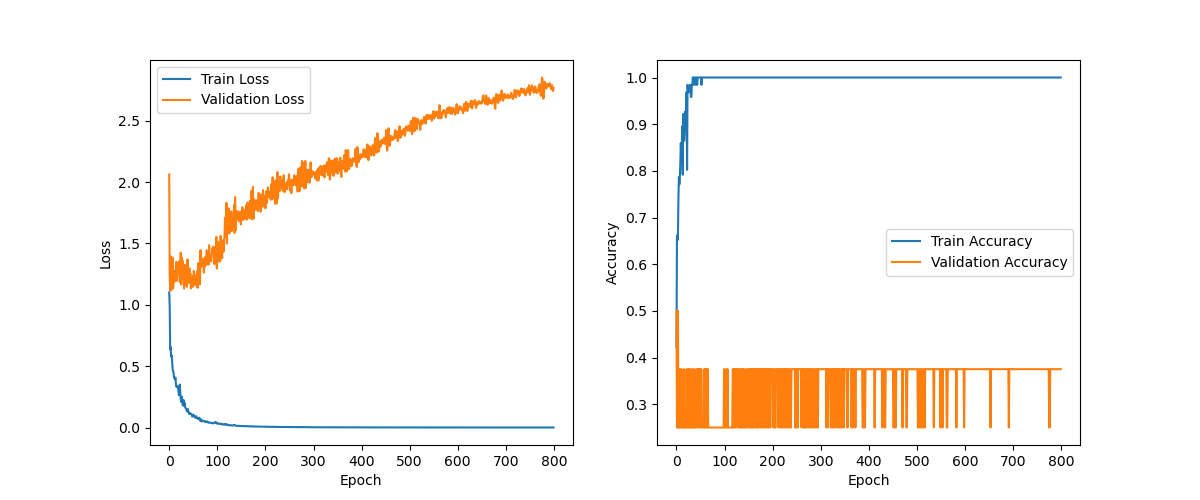 Train Loss
Validation Loss
2.5
2.0
1.5
1.0
0.5
0.0
Loss
0 100 200 300 400 500 600 700 800
Epoch
1.0
0.9
0.8
0.7
0.6
0.5
0.4
0.3
Accuracy
Train Accuracy
Validation Accuracy
0 100 200 300 400 500 600 700 800
Epoch